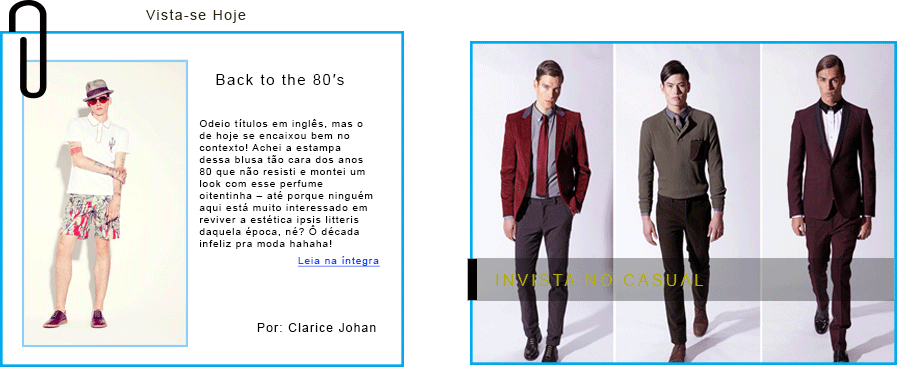 Vista-se Hoje
Back to the 80's
Odeio títulos em inglês, mas o
de hoje se encaixou bem no
contexto! Achei a estampa
dessa blusa tão cara dos anos
80 que não resisti e montei um
look com esse perfume
oitentinha – até porque ninguém
aqui está muito interessado em
reviver a estética ipsis litteris
daquela época, né? Ô década
infeliz pra moda hahaha!
Leia na íntegra
Por: Clarice Johan
INVISTA NO CASUAL